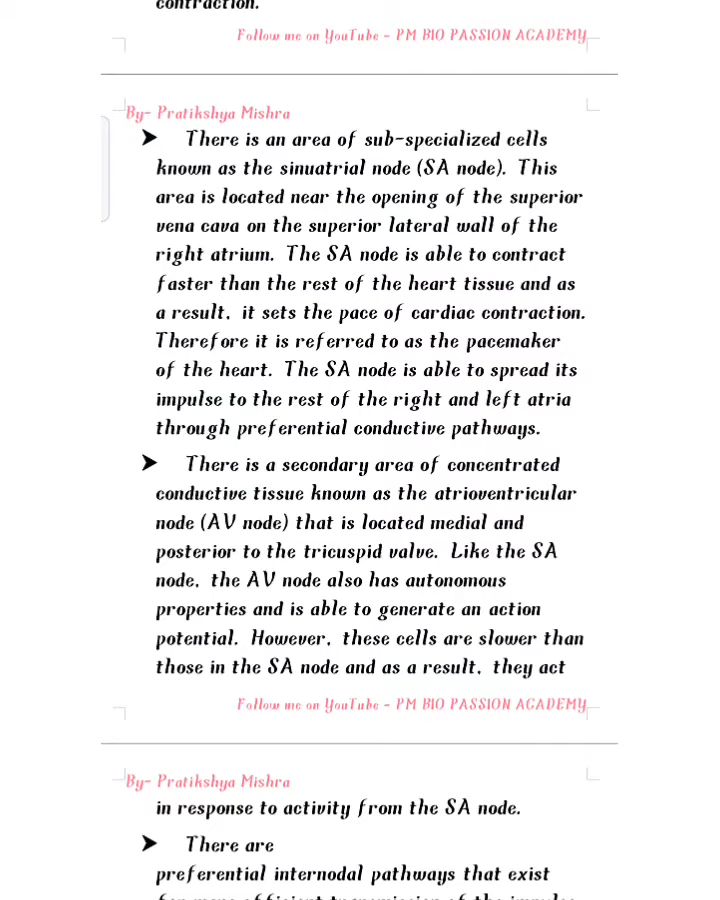 contraction.
Follow me on YouTube - PM BIO PASSION ACADEMY
By- Pratikshya Mishra
➤ There is an area of sub-specialized cells
known as the sinuatrial node (SA node). This
area is located near the opening of the superior
vena cava on the superior lateral wall of the
right atrium. The SA node is able to contract
faster than the rest of the heart tissue and as
a result, it sets the pace of cardiac contraction.
Therefore it is referred to as the pacemaker
of the heart. The SA node is able to spread its
impulse to the rest of the right and left atria
through preferential conductive pathways.
➤ There is a secondary area of concentrated
conductive tissue known as the atrioventricular
node (AV node) that is located medial and
posterior to the tricuspid valve. Like the SA
node, the AV node also has autonomous
properties and is able to generate an action
potential. However, these cells are slower than
those in the SA node and as a result, they act
Follow me on YouTube - PM BIO PASSION ACADEMY
By- Pratikshya Mishra
in response to activity from the SA node.
➤ There are
preferential internodal pathways that exist
for more efficient transmission of the impulse